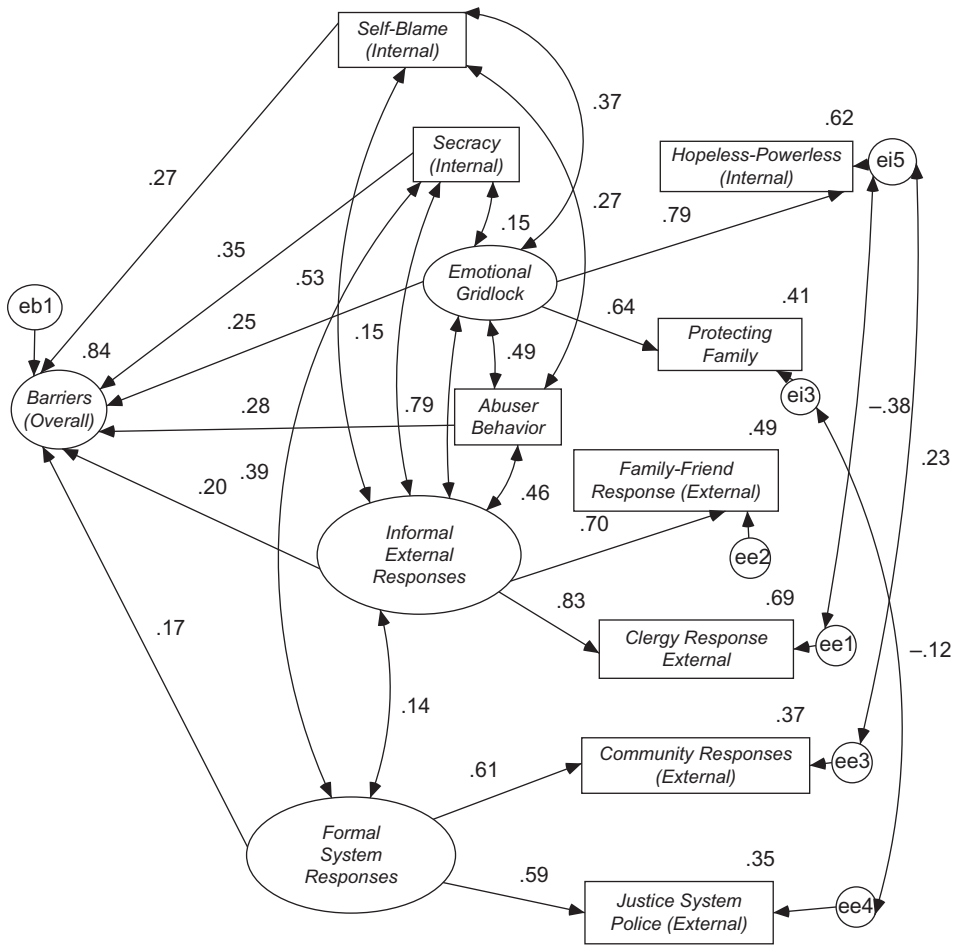 Self-Blame
(Internal)
.37
.62
Secracy
(Internal)
Hopeless-Powerless
(Internal)
ei5
.27
.27
.15
.79
.35
.53
Emotional
Gridlock
.41
eb1
.25
.15
.64
Protecting
Family
.84
.49
Barriers
(Overall)
.28
.79
Abuser
Behavior
ei3
–.38
.49
.23
.20
.39
.46
Family-Friend
Response (External)
.70
Informal
External
Responses
ee2
.83
.69
.17
Clergy Response
External
ee1
–.12
.14
.37
.61
Community Responses
(External)
ee3
Formal
System
Responses
.35
.59
Justice System
Police (External)
ee4